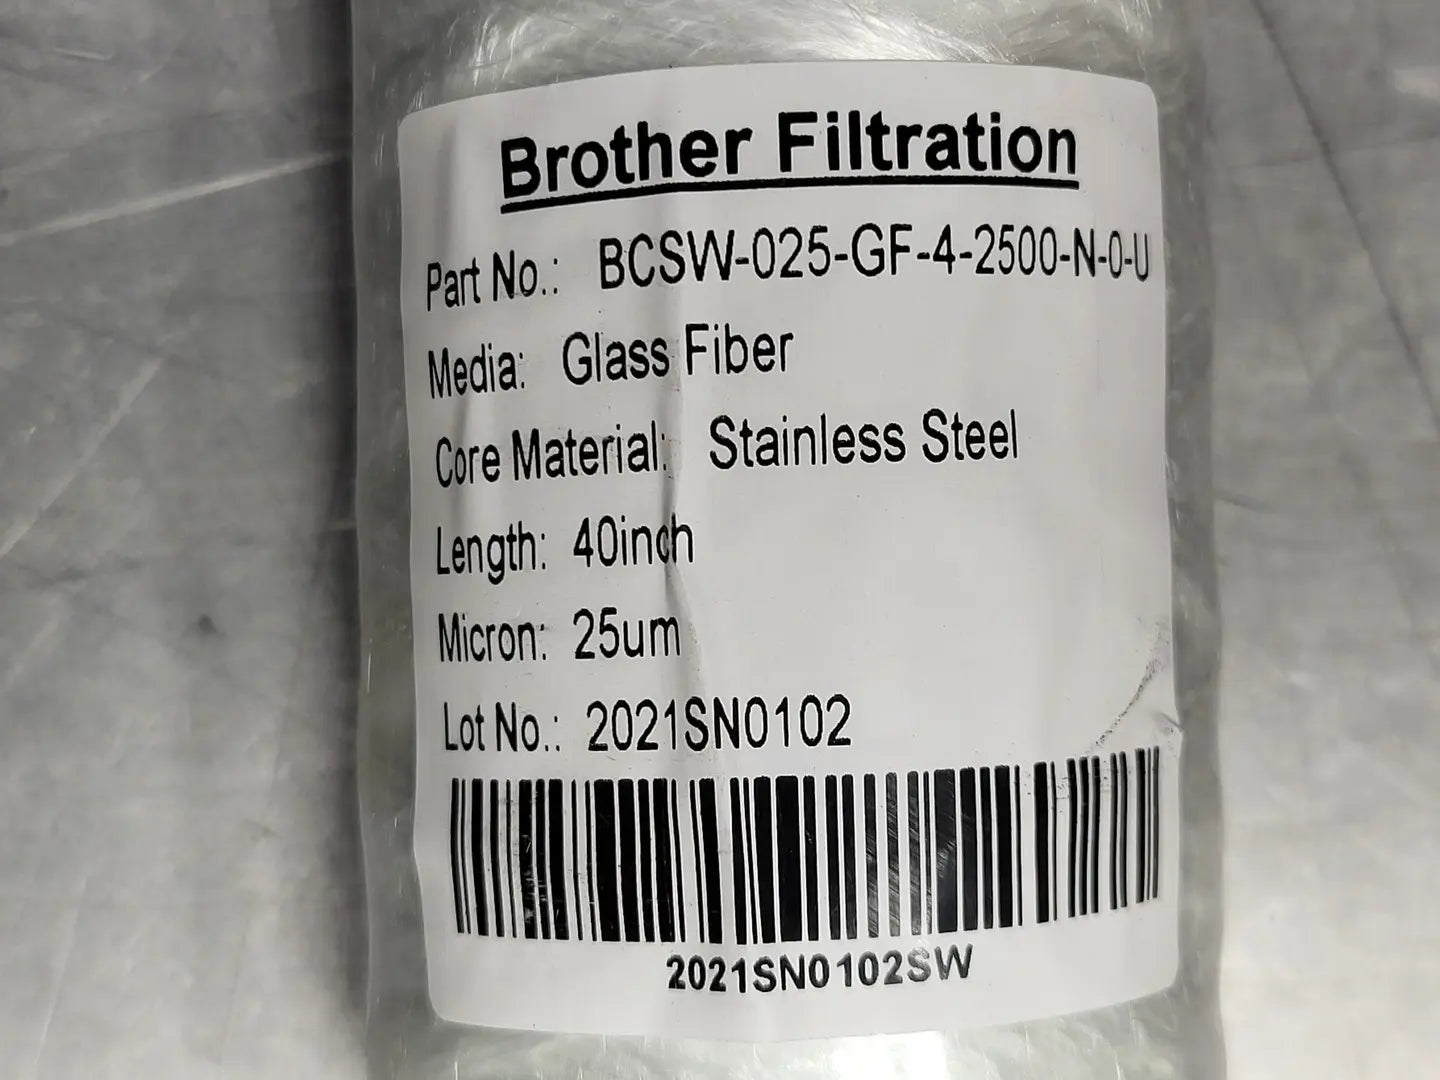 Brother Filtration
Part No.: BCSW-025-GF-4-2500-N-0-U
Media: Glass Fiber
Core Material: Stainless Steel
Length: 40inch
Micron: 25um
Lot No.: 2021SN0102
2021SN0102SW